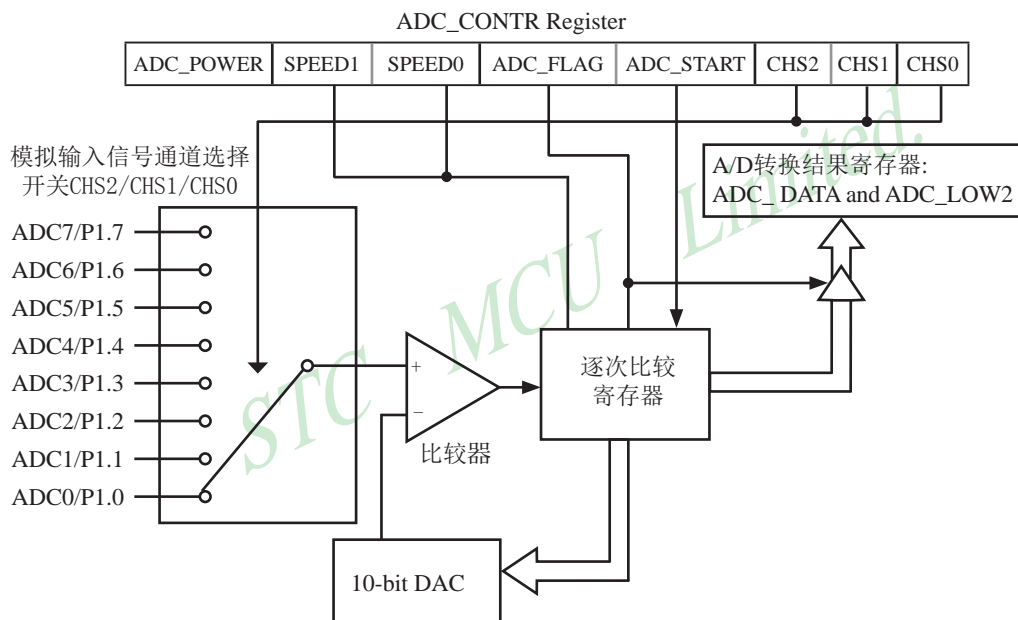 ADC_CONTR Register
ADC_POWER SPEED1 SPEED0 ADC_FLAG ADC_START CHS2 CHS1 CHS0
模拟输入信号通道选择
开关CHS2/CHS1/CHS0
A/D转换结果寄存器:
ADC_ DATA and ADC_LOW2
ADC7/P1.7
ADC6/P1.6
ADC5/P1.5
ADC4/P1.4
ADC3/P1.3
ADC2/P1.2
ADC1/P1.1
ADC0/P1.0
+
−
比较器
逐次比较
寄存器
10-bit DAC
STC MCU Limited.